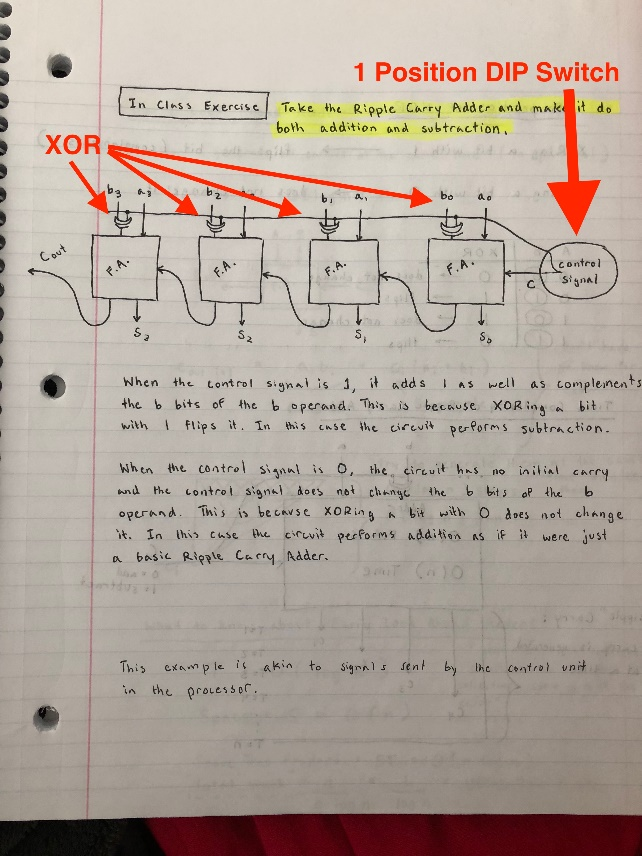 1 Position DIP Switch
In Class Exercise Take the Ripple Carry Adder and make it do
both addition and subtraction.
XOR
b3 a3 b2 b1 a1 b0 a0
Cout F.A. F.A. F.A. F.A. C control
signal
S3 S2 S1 S0
When the control signal is 1, it adds 1 as well as complements
the b bits of the b operand. This is because XORing a bit
with 1 flips it. In this case the circuit performs subtraction.
When the control signal is 0, the circuit has no initial carry
and the control signal does not change the b bits of the b
operand. This is because XORing a bit with 0 does not change
it. In this case the circuit performs addition as if it were just
a basic Ripple Carry Adder.
This example is akin to signals sent by the control unit
in the processor.